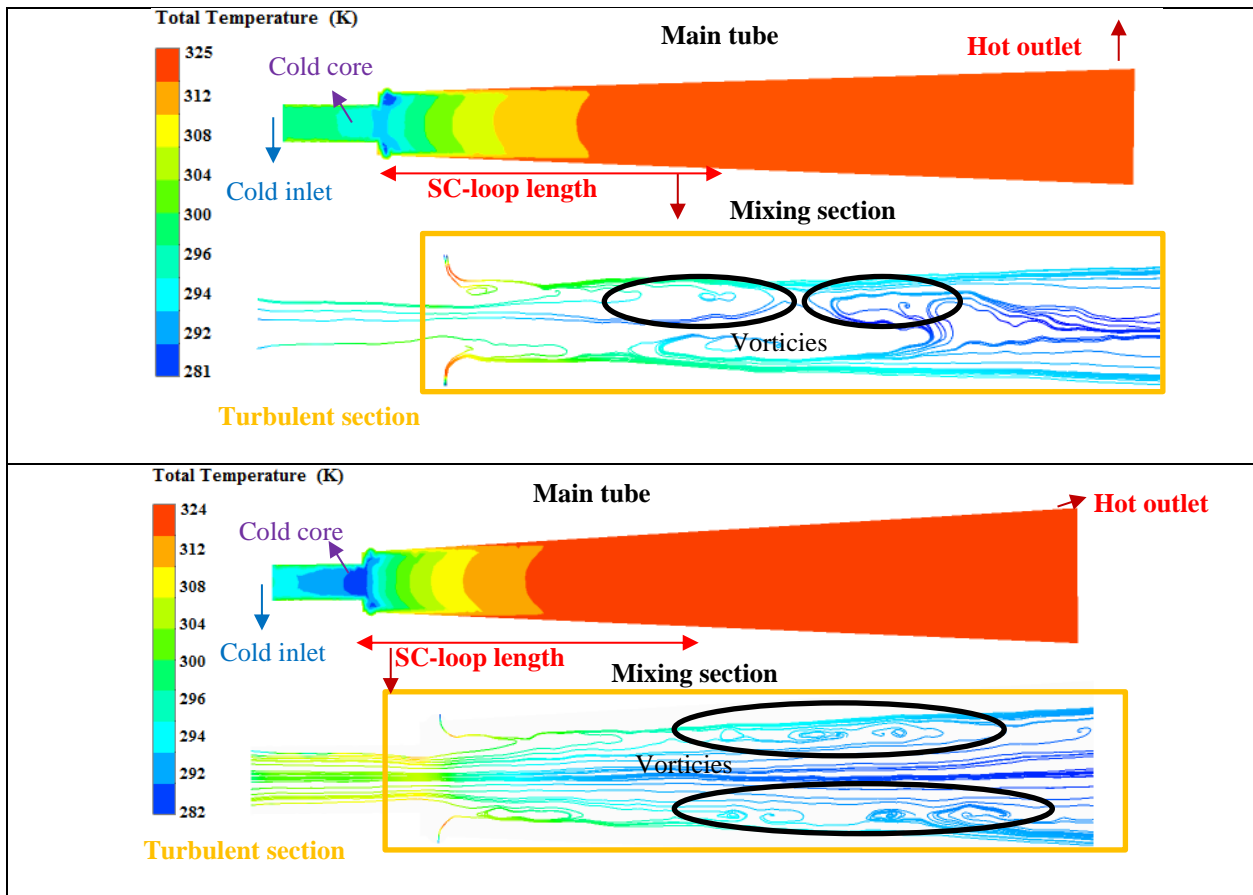 Total Temperature (K)
Main tube
Hot outlet
325
Cold core
312
308
304
Cold inlet
SC-loop length
300
Mixing section
296
294
292
Vorticies
281
Turbulent section
Total Temperature (K)
Main tube
Hot outlet
324
Cold core
312
308
304
Cold inlet
SC-loop length
300
Mixing section
296
294
Vorticies
292
282
Turbulent section